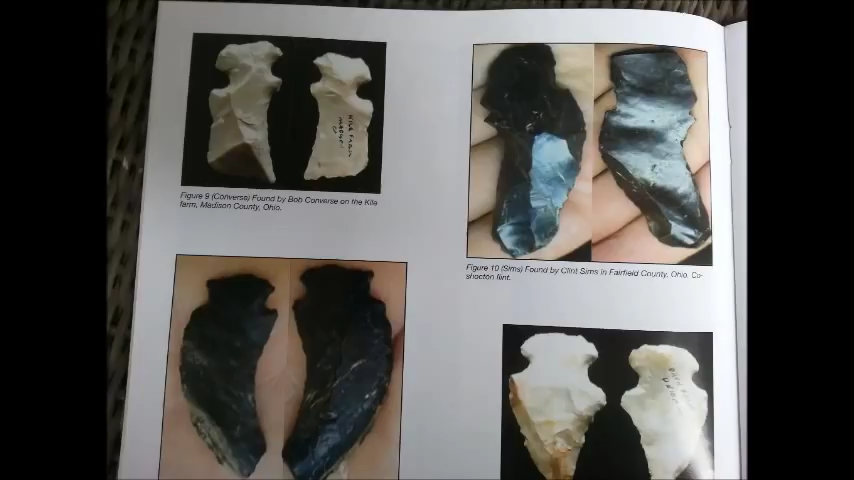 Figure 9 (Converse) Found by Bob Converse on the Kila
farm, Madison County, Ohio.
Figure 10 (Sims) Found by Clint Sims in Fairfield County, Ohio. Co-
shocton flint.